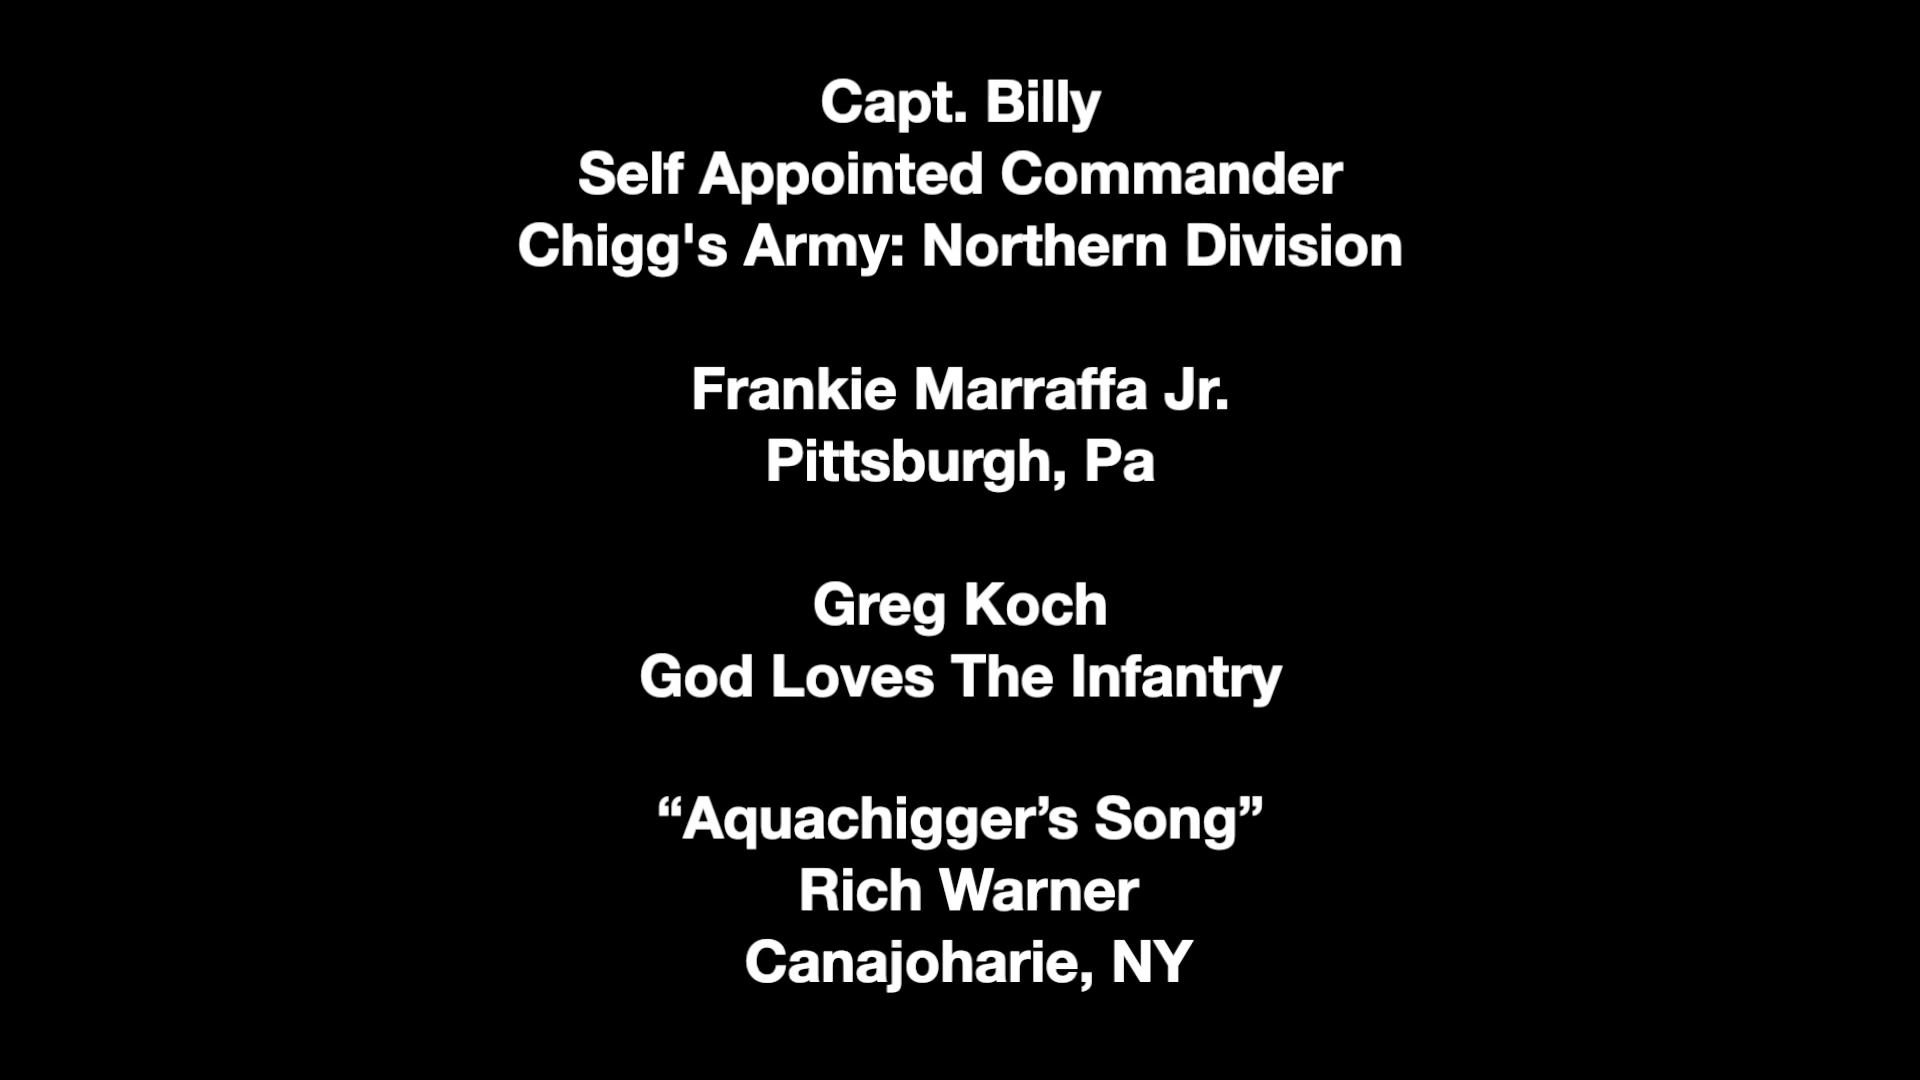 Capt. Billy
Self Appointed Commander
Chigg's Army: Northern Division
Frankie Marraffa Jr.
Pittsburgh, Pa
Greg Koch
God Loves The Infantry
“Aquachigger’s Song”
Rich Warner
Canajoharie, NY